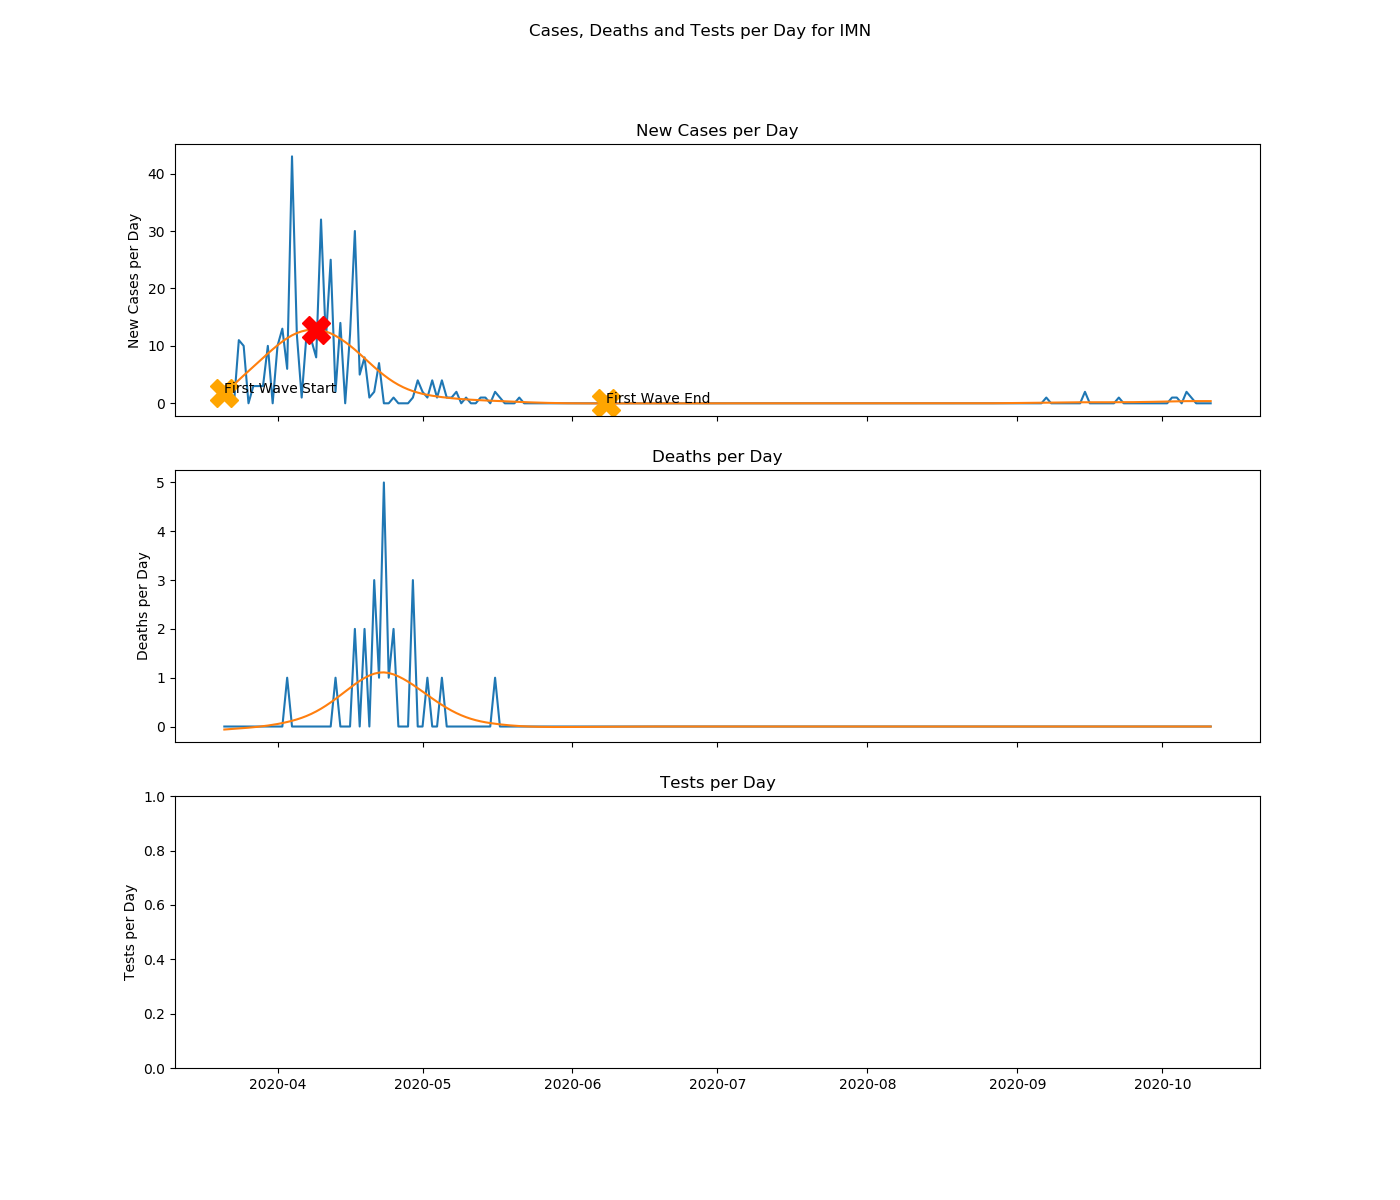 Cases, Deaths and Tests per Day for IMN
New Cases per Day
New Cases per Day
40
30
20
10
0
First Wave Start
First Wave End
Deaths per Day
Deaths per Day
5
4
3
2
1
0
Tests per Day
Tests per Day
1.0
0.8
0.6
0.4
0.2
0.0
2020-04 2020-05 2020-06 2020-07 2020-08 2020-09 2020-10